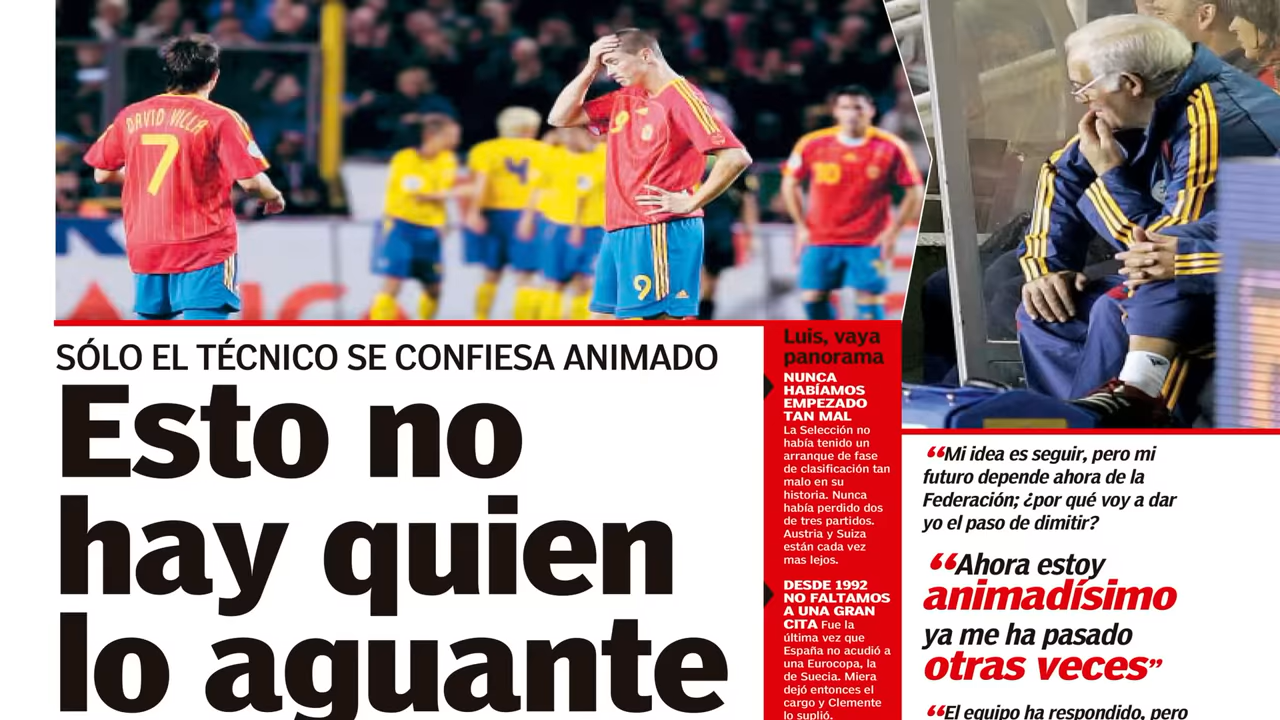 DAVID VILLA
7
4
9
10
9
SÓLO EL TÉCNICO SE CONFIESA ANIMADO
Esto no
hay quien
lo aguante
Luis, vaya
panorama
NUNCA
HABÍAMOS
EMPEZADO
TAN MAL
La Selección no
había tenido un
arranque de fase
de clasificación tan
malo en su
historia. Nunca
había perdido dos
de tres partidos.
Austria y Suiza
están cada vez
mas lejos.
DESDE 1992
NO FALTAMOS
A UNA GRAN
CITA Fue la
última vez que
España no acudió a
una Eurocopa, la
de Suecia. Miera
dejó entonces el
cargo y Clemente
lo suplió.
“Mi idea es seguir, pero mi
futuro depende ahora de la
Federación; ¿por qué voy a dar
yo el paso de dimitir?
“Ahora estoy
animadísimo
ya me ha pasado
otras veces”
“El equipo ha respondido, pero